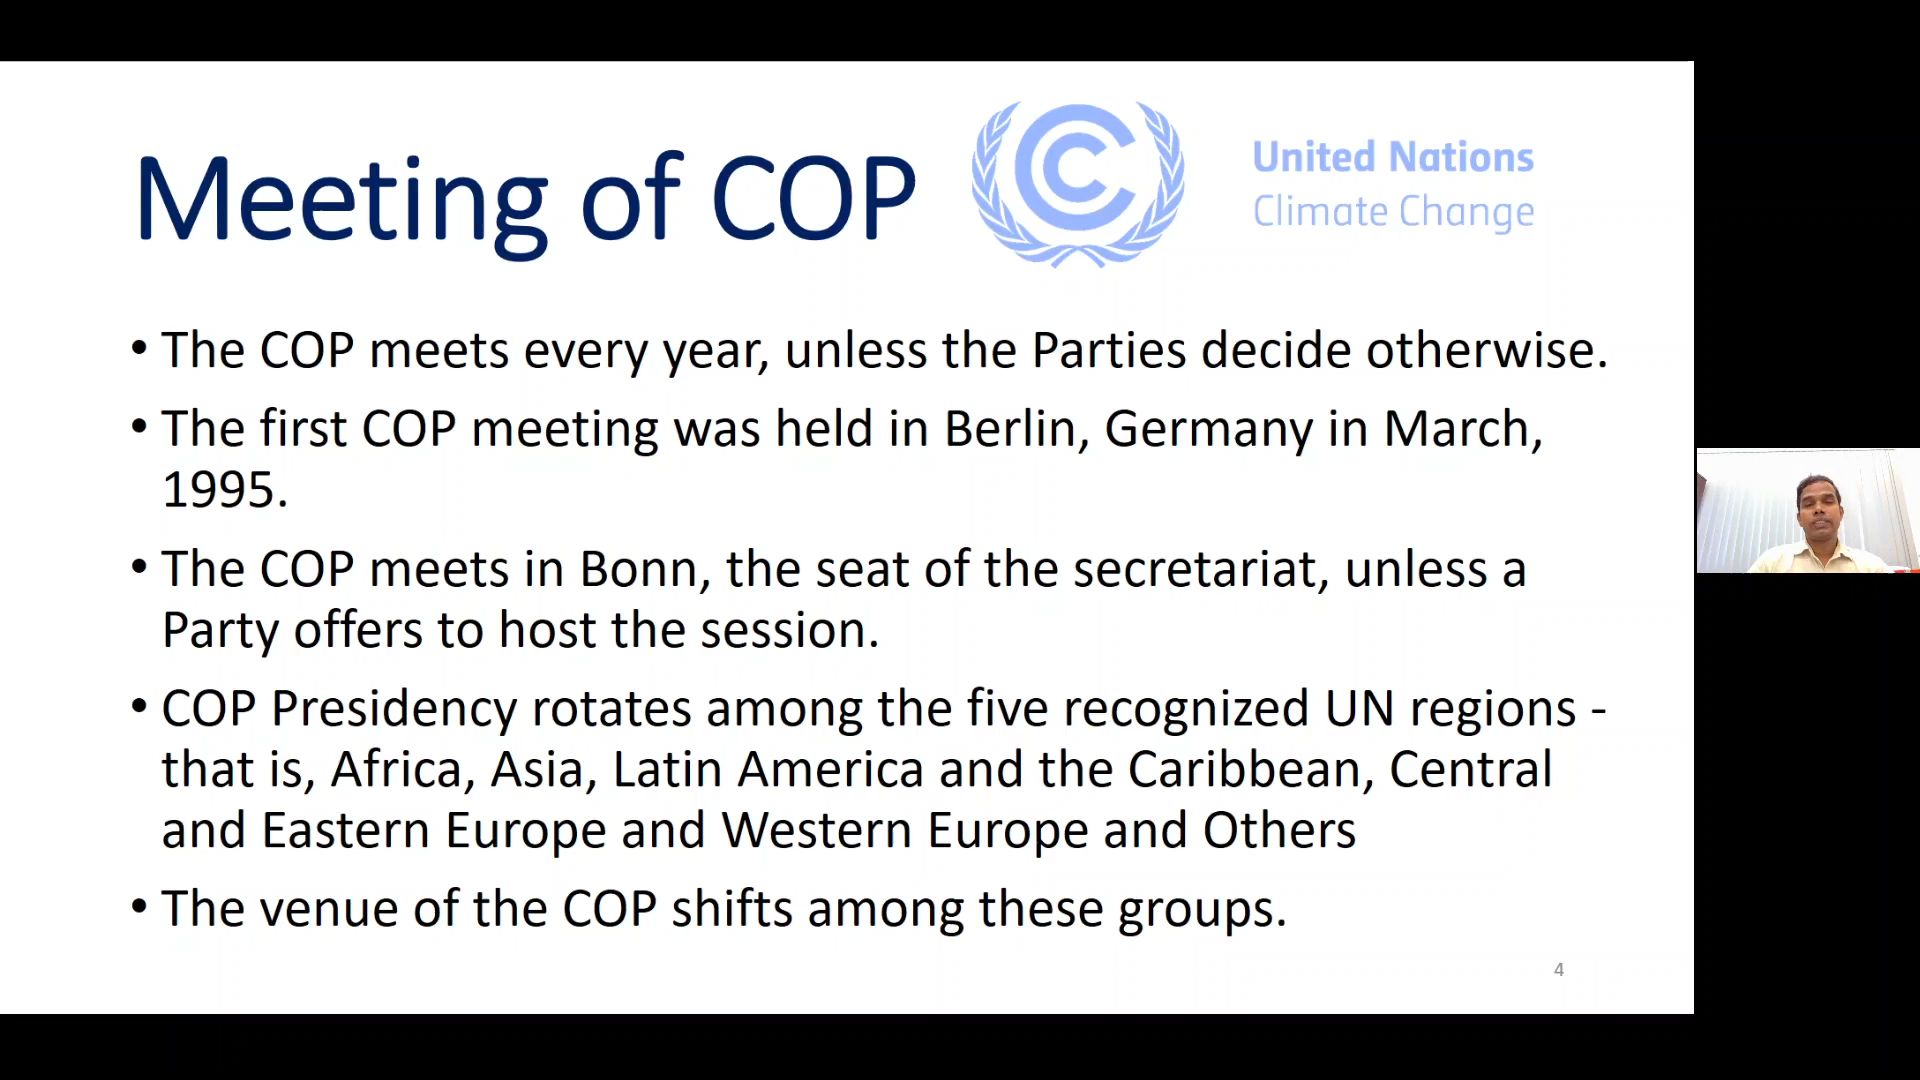 Meeting of COP
United Nations
Climate Change
• The COP meets every year, unless the Parties decide otherwise.
• The first COP meeting was held in Berlin, Germany in March,
1995.
• The COP meets in Bonn, the seat of the secretariat, unless a
Party offers to host the session.
• COP Presidency rotates among the five recognized UN regions -
that is, Africa, Asia, Latin America and the Caribbean, Central
and Eastern Europe and Western Europe and Others
• The venue of the COP shifts among these groups.
4